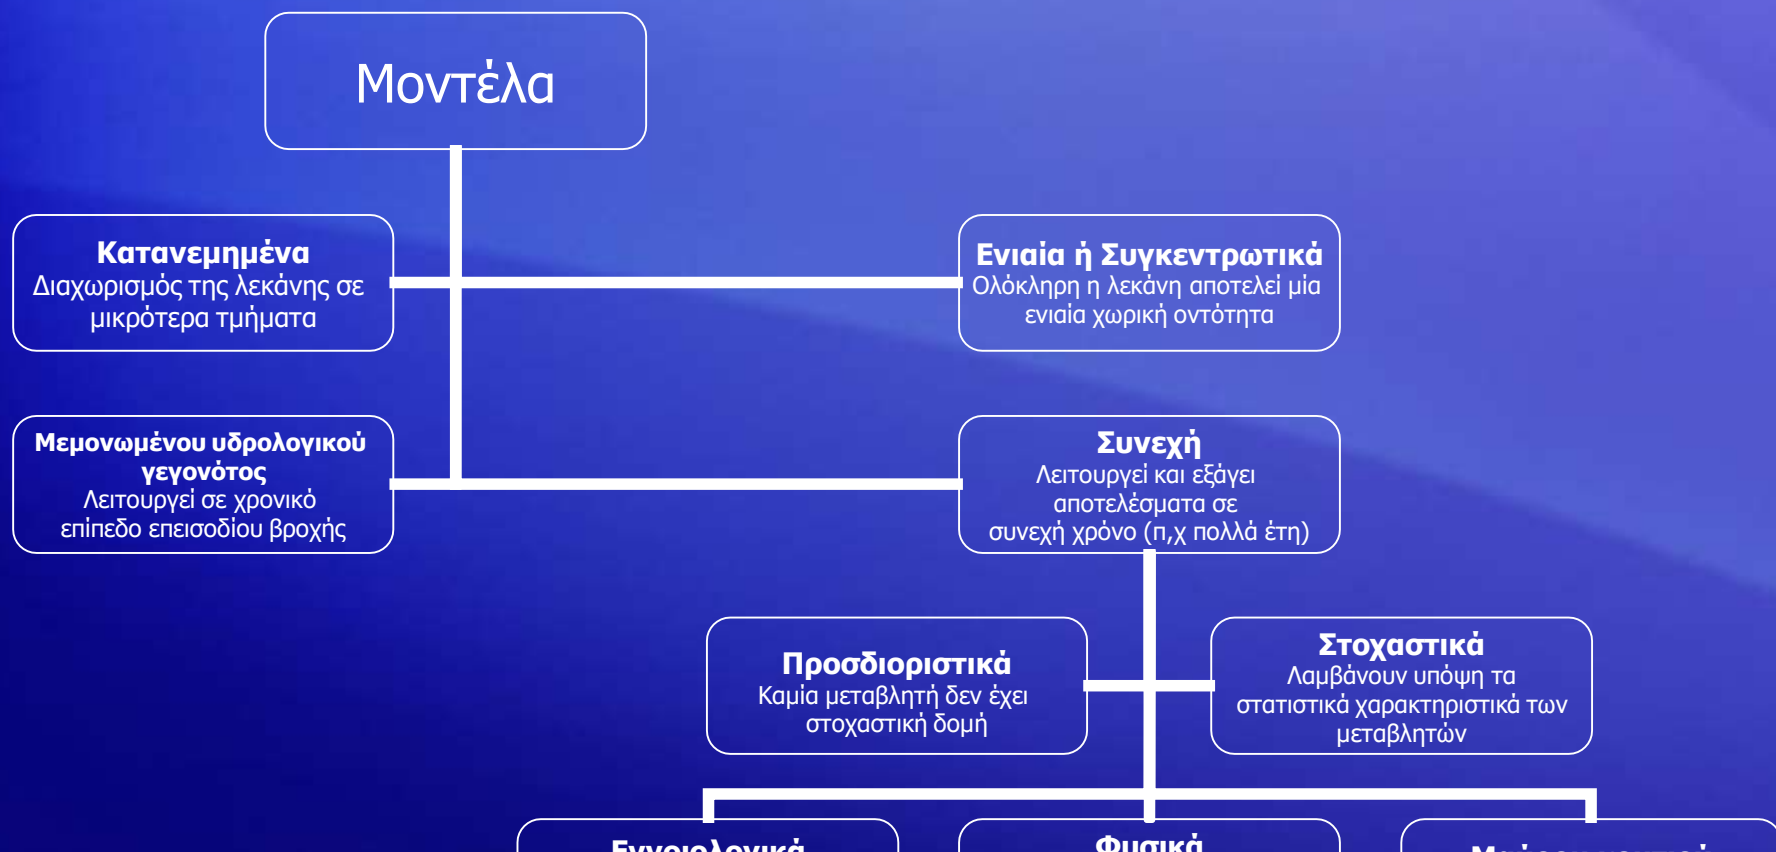 Μοντέλα
Κατανεμημένα
Διαχωρισμός της λεκάνης σε
μικρότερα τμήματα
Ενιαία ή Συγκεντρωτικά
Ολόκληρη η λεκάνη αποτελεί μία
ενιαία χωρική οντότητα
Μεμονωμένου υδρολογικού
γεγονότος
Λειτουργεί σε χρονικό
επίπεδο επεισοδίου βροχής
Συνεχή
Λειτουργεί και εξάγει
αποτελέσματα σε
συνεχή χρόνο (π,χ πολλά έτη)
Προσδιοριστικά
Καμία μεταβλητή δεν έχει
στοχαστική δομή
Στοχαστικά
Λαμβάνουν υπόψη τα
στατιστικά χαρακτηριστικά των
μεταβλητών
Εννοιολογικά
Φυσικά